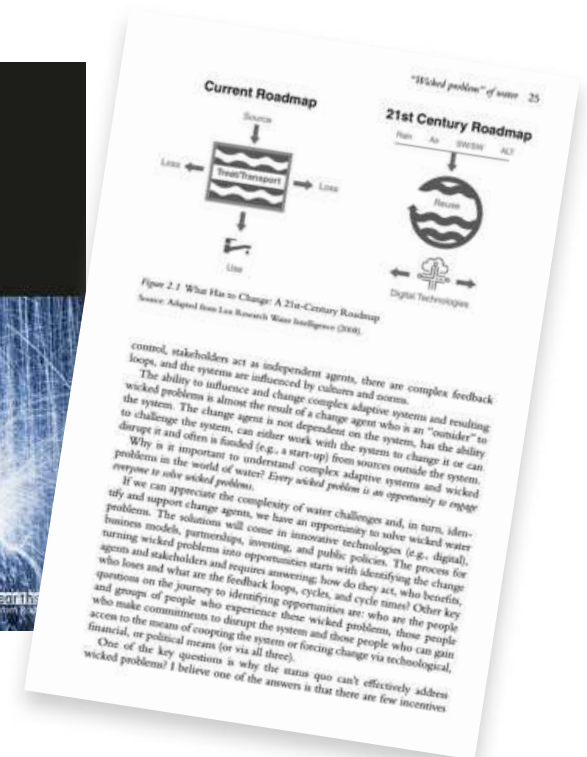 "Wicked problem" of water 25
Current Roadmap
21st Century Roadmap
Source
Rain Air SW/SW ALT
Loss
Treat/Transport
Loss
Reuse
Use
Digital Technologies
Figure 2.1 What Has to Change: A 21st-Century Roadmap
Source: Adapted from Lux Research Water Intelligence (2008).
control, stakeholders act as independent agents, there are complex feedback
loops, and the systems are influenced by cultures and norms.
The ability to influence and change complex adaptive systems and resulting
wicked problems is almost the result of a change agent who is an "outsider" to
the system. The change agent is not dependent on the system, has the ability
to challenge the system, can either work with the system to change it or can
disrupt it and often is funded (e.g., a start-up) from sources outside the system.
Why is it important to understand complex adaptive systems and wicked
problems in the world of water? Every wicked problem is an opportunity to engage
everyone to solve wicked problems.
If we can appreciate the complexity of water challenges and, in turn, iden-
tify and support change agents, we have an opportunity to solve wicked water
problems. The solutions will come in innovative technologies (e.g., digital),
business models, partnerships, investing, and public policies. The process for
turning wicked problems into opportunities starts with identifying the change
agents and stakeholders and requires answering; how do they act, who benefits,
who loses and what are the feedback loops, cycles, and cycle times? Other key
questions on the journey to identifying opportunities are: who are the people
and groups of people who experience these wicked problems, those people
who make commitments to disrupt the system and those people who can gain
access to the means of coopting the system or forcing change via technological,
financial, or political means (or via all three).
One of the key questions is why the status quo can't effectively address
wicked problems? I believe one of the answers is that there are few incentives